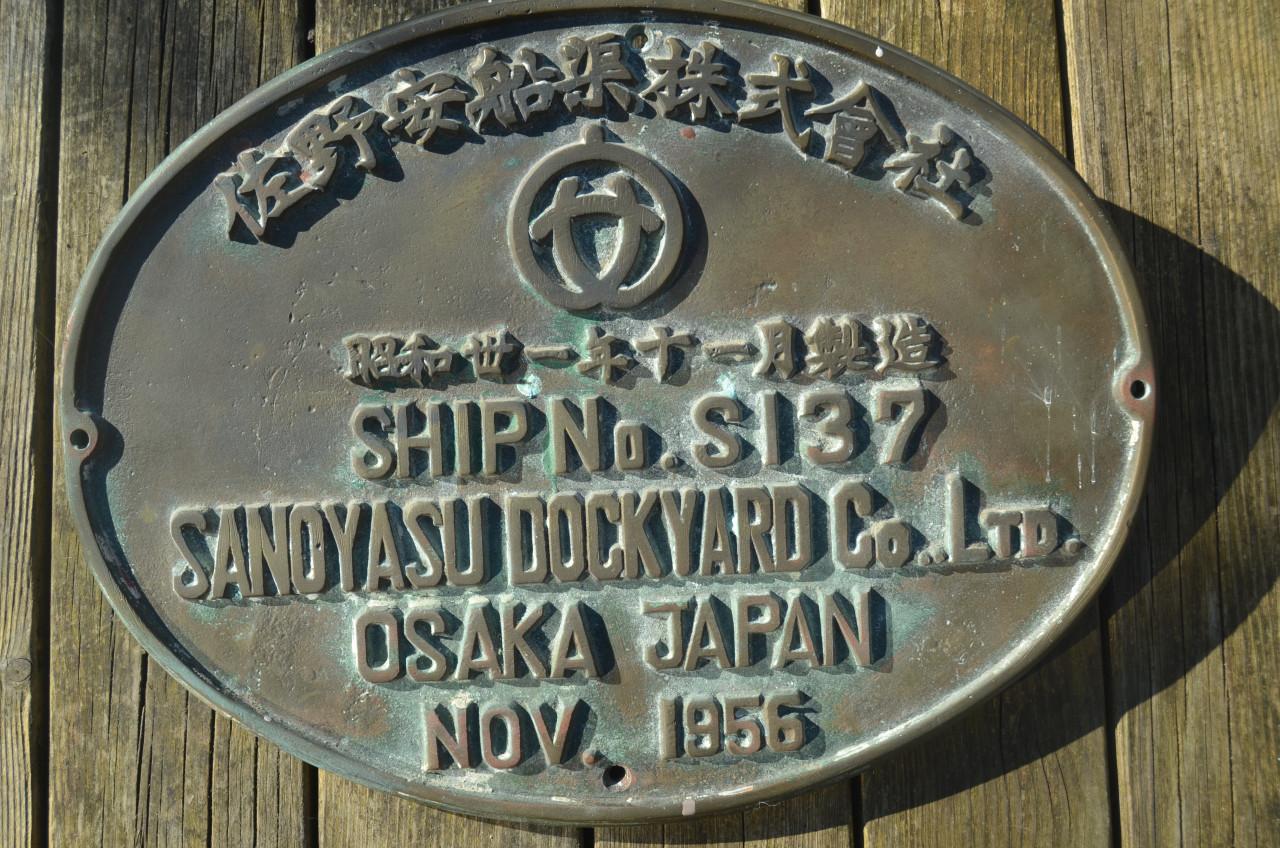 佐野安船渠株式會社
昭和卅一年十一月製造
SHIP No. S137
SANOYASU DOCKYARD Co., LTD.
OSAKA JAPAN
NOV. 1956